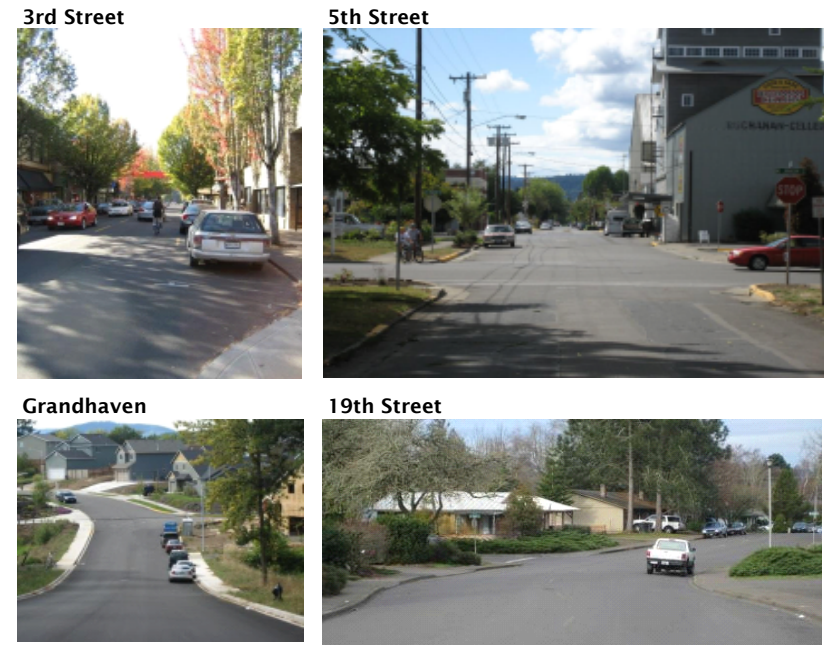 3rd Street
5th Street
BUCHANAN-CELLERS
STOP
Grandhaven
19th Street